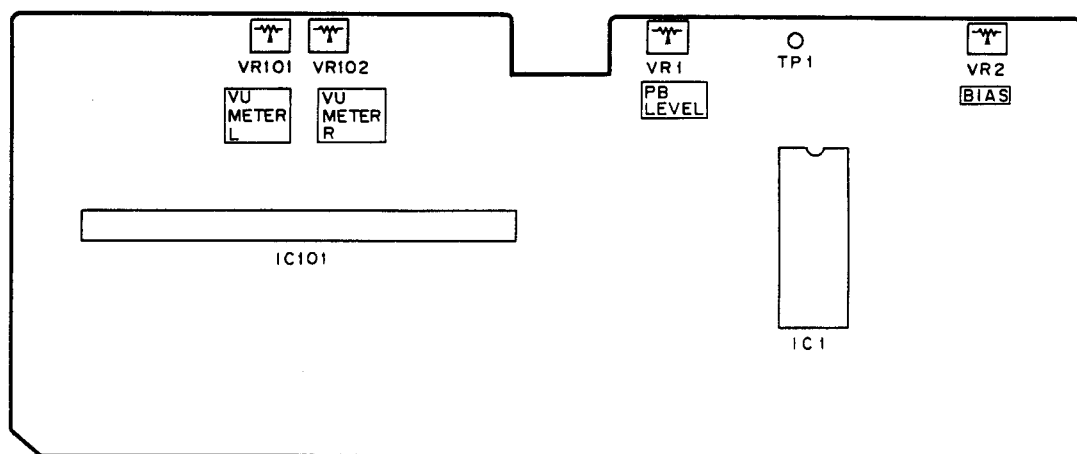 VR101
VR102
VU
METER
L
VU
METER
R
IC101
VR1
PB
LEVEL
TP1
VR2
BIAS
IC1